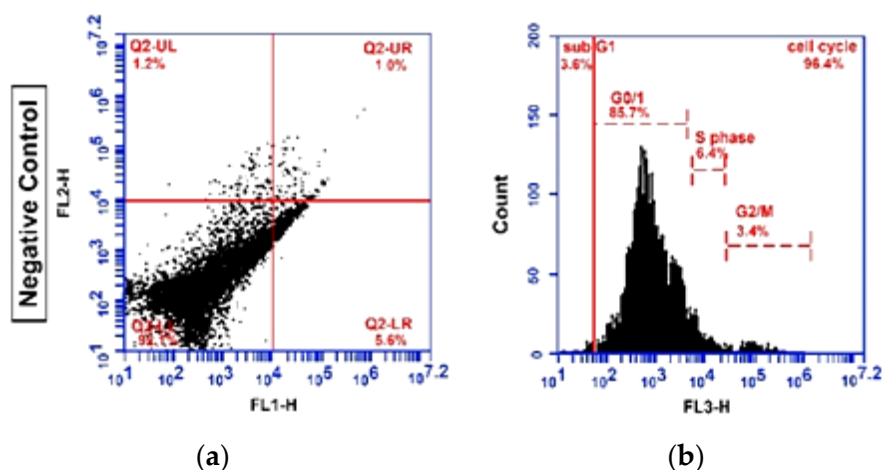 Negative Control
Q2-UL
1.2%
Q2-UR
1.0%
Q2-LR
5.6%
FL2-H
10^7.2
10^6
10^5
10^4
10^3
10^2
10^1
10^1 10^2 10^3 10^4 10^5 10^6 10^7.2
FL1-H
(a)
sub G1
3.6%
cell cycle
96.4%
G0/1
85.7%
S phase
6.4%
G2/M
3.4%
Count
200
150
100
50
0
10^1 10^2 10^3 10^4 10^5 10^6 10^7.2
FL3-H
(b)